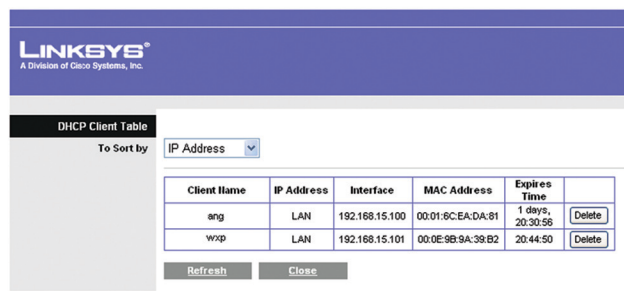 LINKSYS®
A Division of Cisco Systems, Inc.
DHCP Client Table
To Sort by IP Address
Client Name IP Address Interface MAC Address Expires Time
ang LAN 192.168.15.100 00:01:6C:EA:DA:81 1 days, 20:30:56 Delete
wxp LAN 192.168.15.101 00:0E:9B:9A:39:B2 20:44:50 Delete
Refresh Close